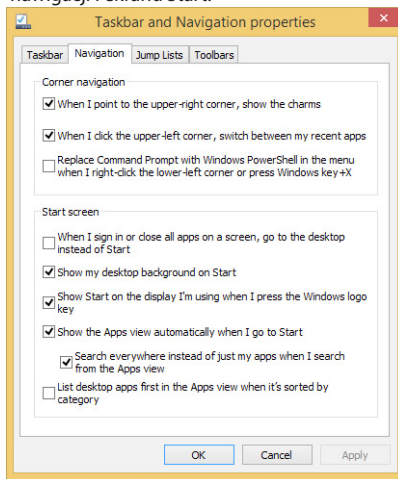 Taskbar and Navigation properties
Taskbar Navigation Jump Lists Toolbars
Corner navigation
When I point to the upper-right corner, show the charms
When I click the upper-left corner, switch between my recent apps
Replace Command Prompt with Windows PowerShell in the menu
when I right-click the lower-left corner or press Windows key+X
Start screen
When I sign in or close all apps on a screen, go to the desktop
instead of Start
Show my desktop background on Start
Show Start on the display I'm using when I press the Windows logo
key
Show the Apps view automatically when I go to Start
Search everywhere instead of just my apps when I search
from the Apps view
List desktop apps first in the Apps view when it's sorted by
category
OK Cancel Apply